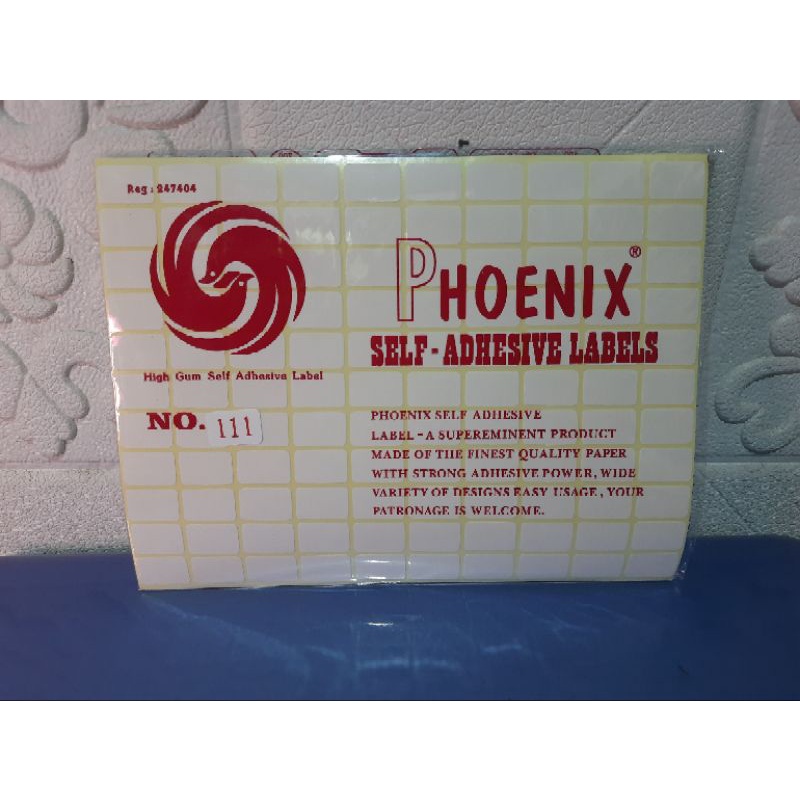 Reg : 247404
PHOENIX®
SELF-ADHESIVE LABELS
High Gum Self Adhesive Label
NO. 111
PHOENIX SELF ADHESIVE
LABEL-A SUPEREMINENT PRODUCT
MADE OF THE FINEST QUALITY PAPER
WITH STRONG ADHESIVE POWER, WIDE
VARIETY OF DESIGNS EASY USAGE, YOUR
PATRONAGE IS WELCOME.